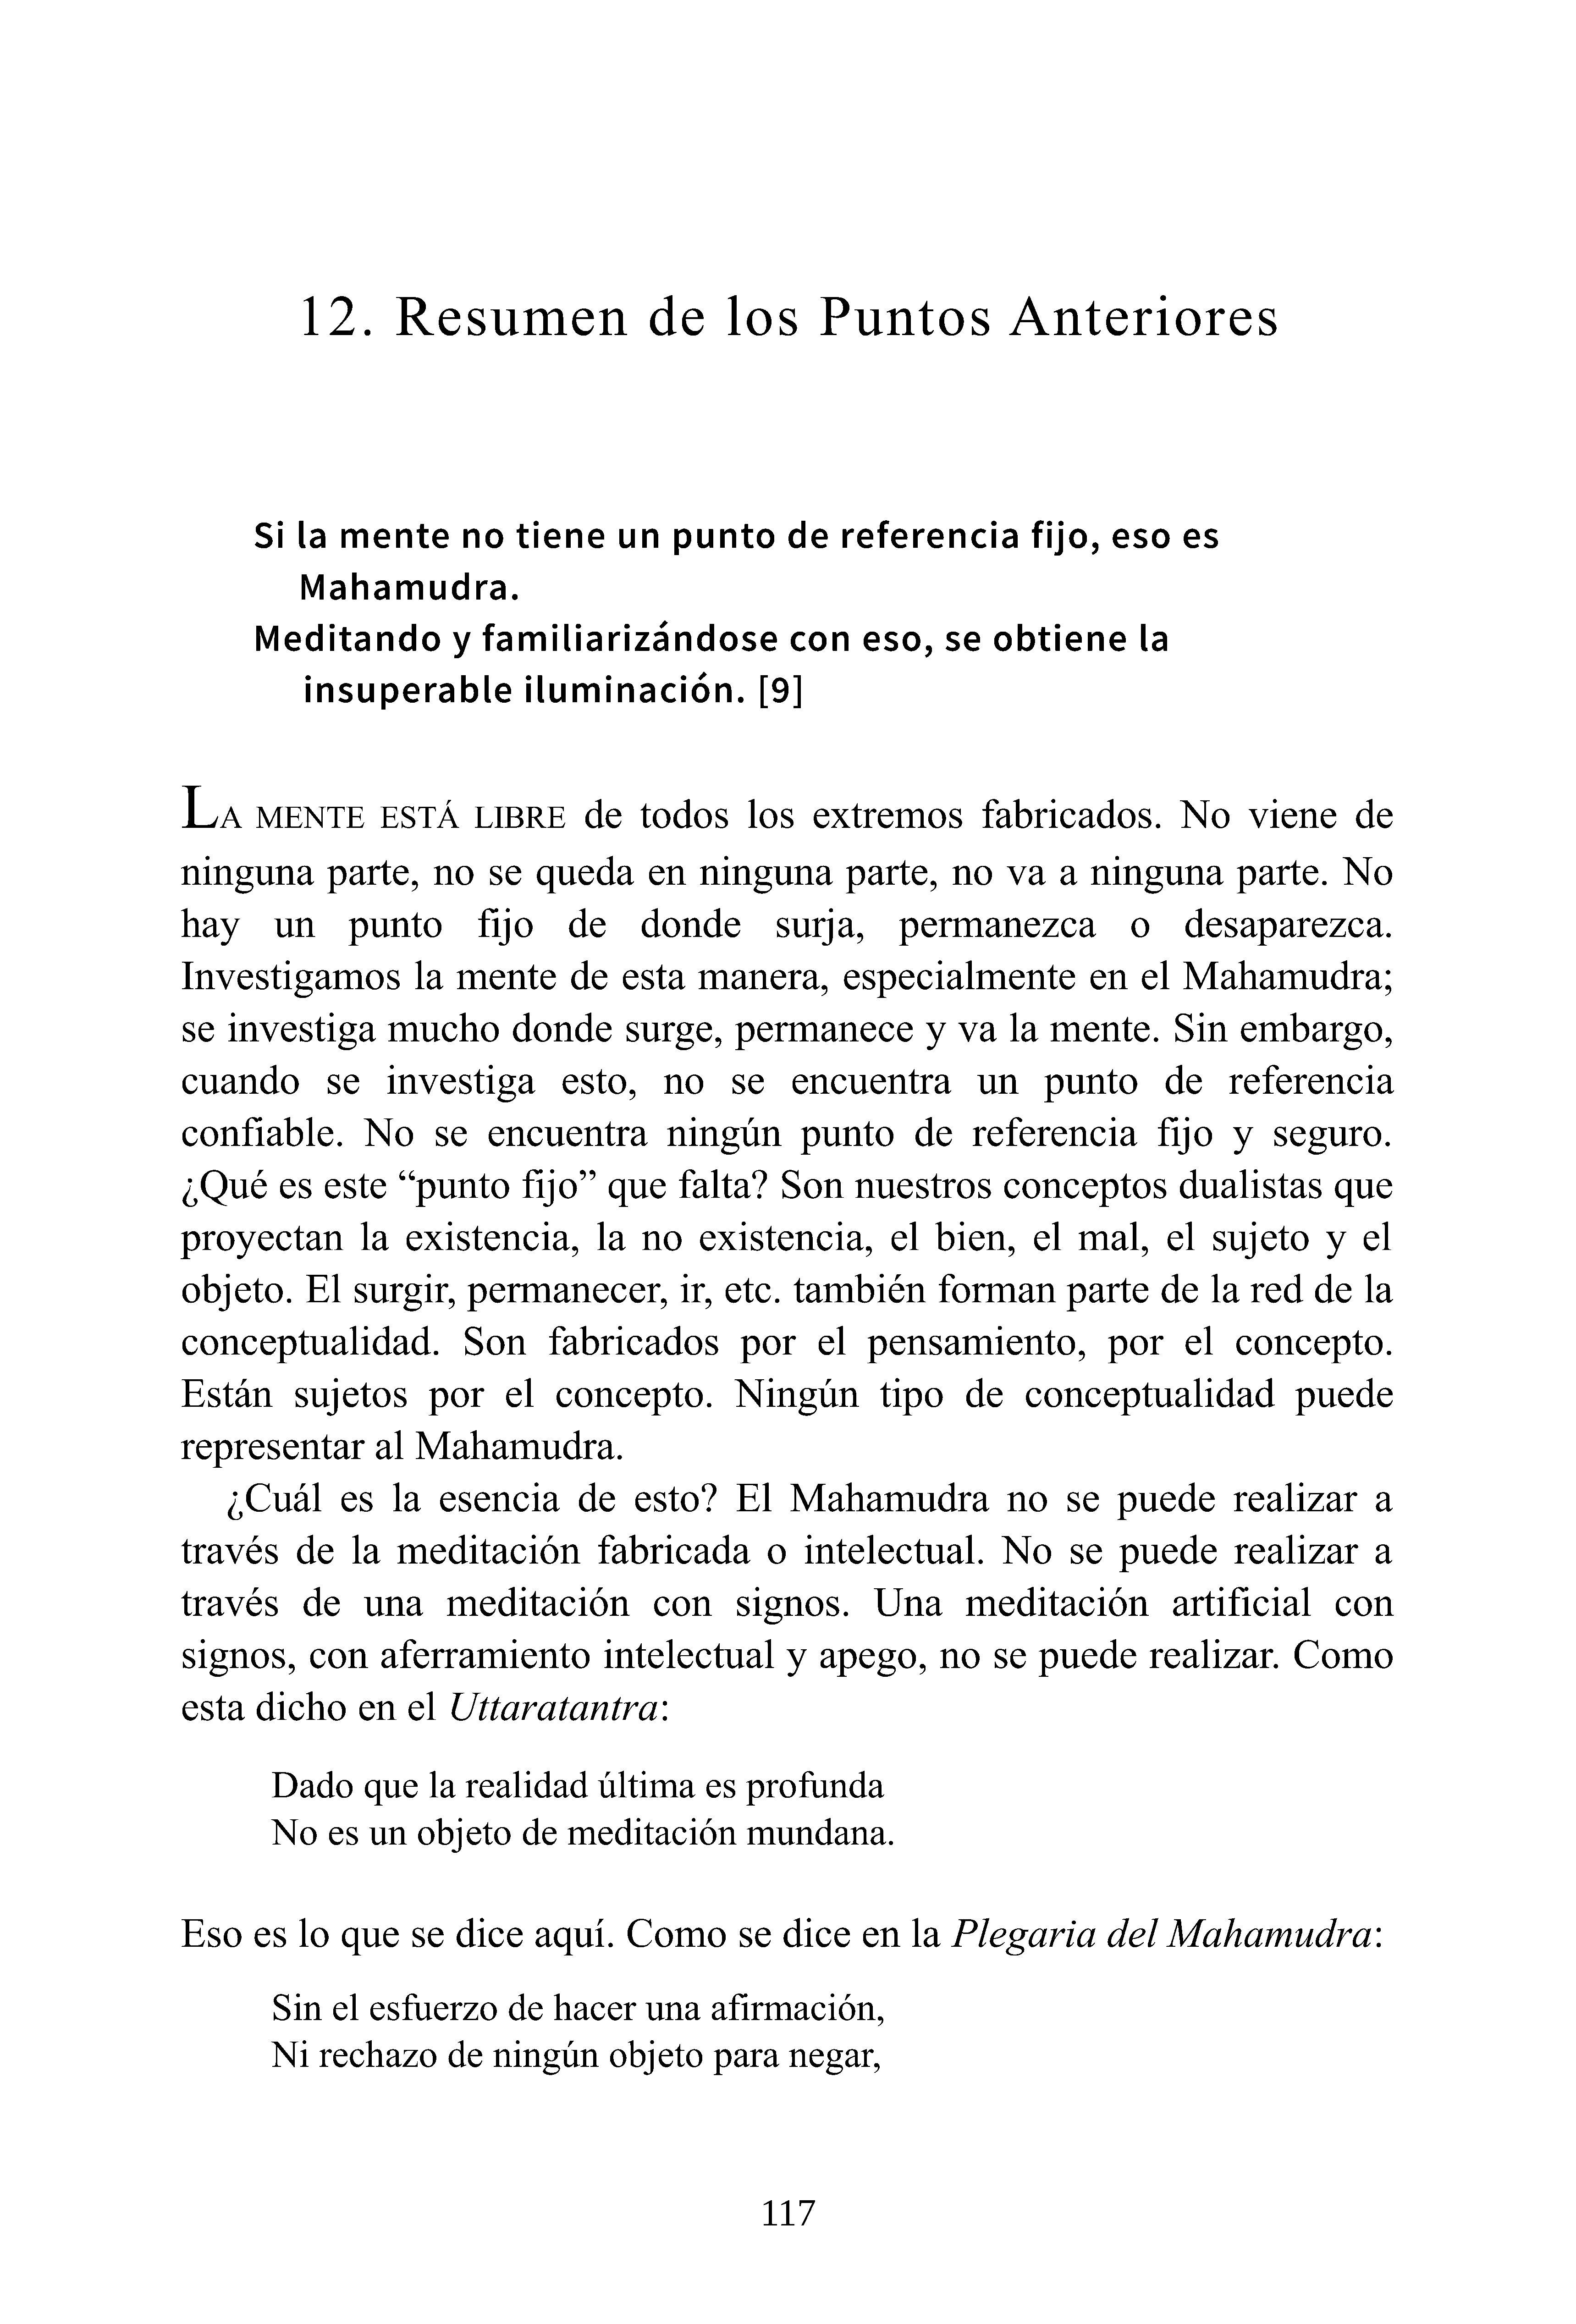 12. Resumen de los Puntos Anteriores
Si la mente no tiene un punto de referencia fijo, eso es
Mahamudra.
Meditando y familiarizándose con eso, se obtiene la
insuperable iluminación. [9]
LA MENTE ESTÁ LIBRE de todos los extremos fabricados. No viene de
ninguna parte, no se queda en ninguna parte, no va a ninguna parte. No
hay un punto fijo de donde surja, permanezca o desaparezca.
Investigamos la mente de esta manera, especialmente en el Mahamudra;
se investiga mucho donde surge, permanece y va la mente. Sin embargo,
cuando se investiga esto, no se encuentra un punto de referencia
confiable. No se encuentra ningún punto de referencia fijo y seguro.
¿Qué es este “punto fijo” que falta? Son nuestros conceptos dualistas que
proyectan la existencia, la no existencia, el bien, el mal, el sujeto y el
objeto. El surgir, permanecer, ir, etc. también forman parte de la red de la
conceptualidad. Son fabricados por el pensamiento, por el concepto.
Están sujetos por el concepto. Ningún tipo de conceptualidad puede
representar al Mahamudra.
¿Cuál es la esencia de esto? El Mahamudra no se puede realizar a
través de la meditación fabricada o intelectual. No se puede realizar a
través de una meditación con signos. Una meditación artificial con
signos, con aferramiento intelectual y apego, no se puede realizar. Como
esta dicho en el Uttaratantra:
Dado que la realidad última es profunda
No es un objeto de meditación mundana.
Eso es lo que se dice aquí. Como se dice en la Plegaria del Mahamudra:
Sin el esfuerzo de hacer una afirmación,
Ni rechazo de ningún objeto para negar,
117